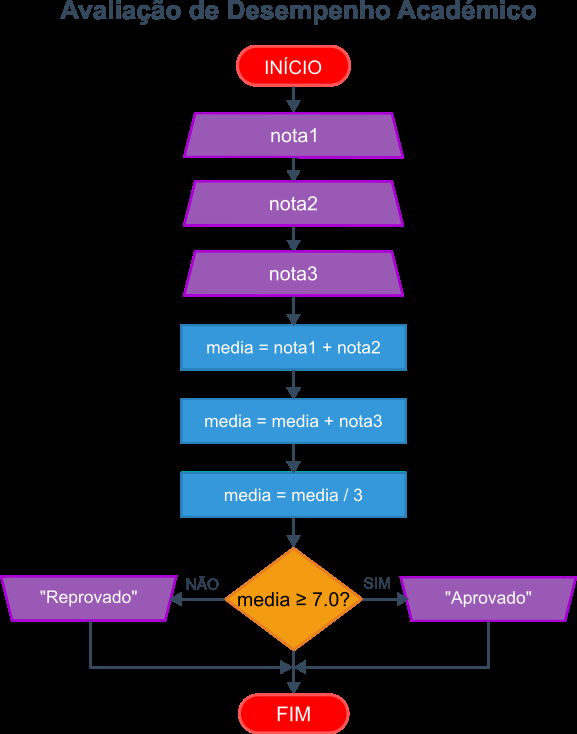 Avaliação de Desempenho Académico
INÍCIO
nota1
nota2
nota3
media = nota1 + nota2
media = media + nota3
media = media / 3
NÃO
SIM
"Reprovado"
media ≥ 7.0?
"Aprovado"
FIM